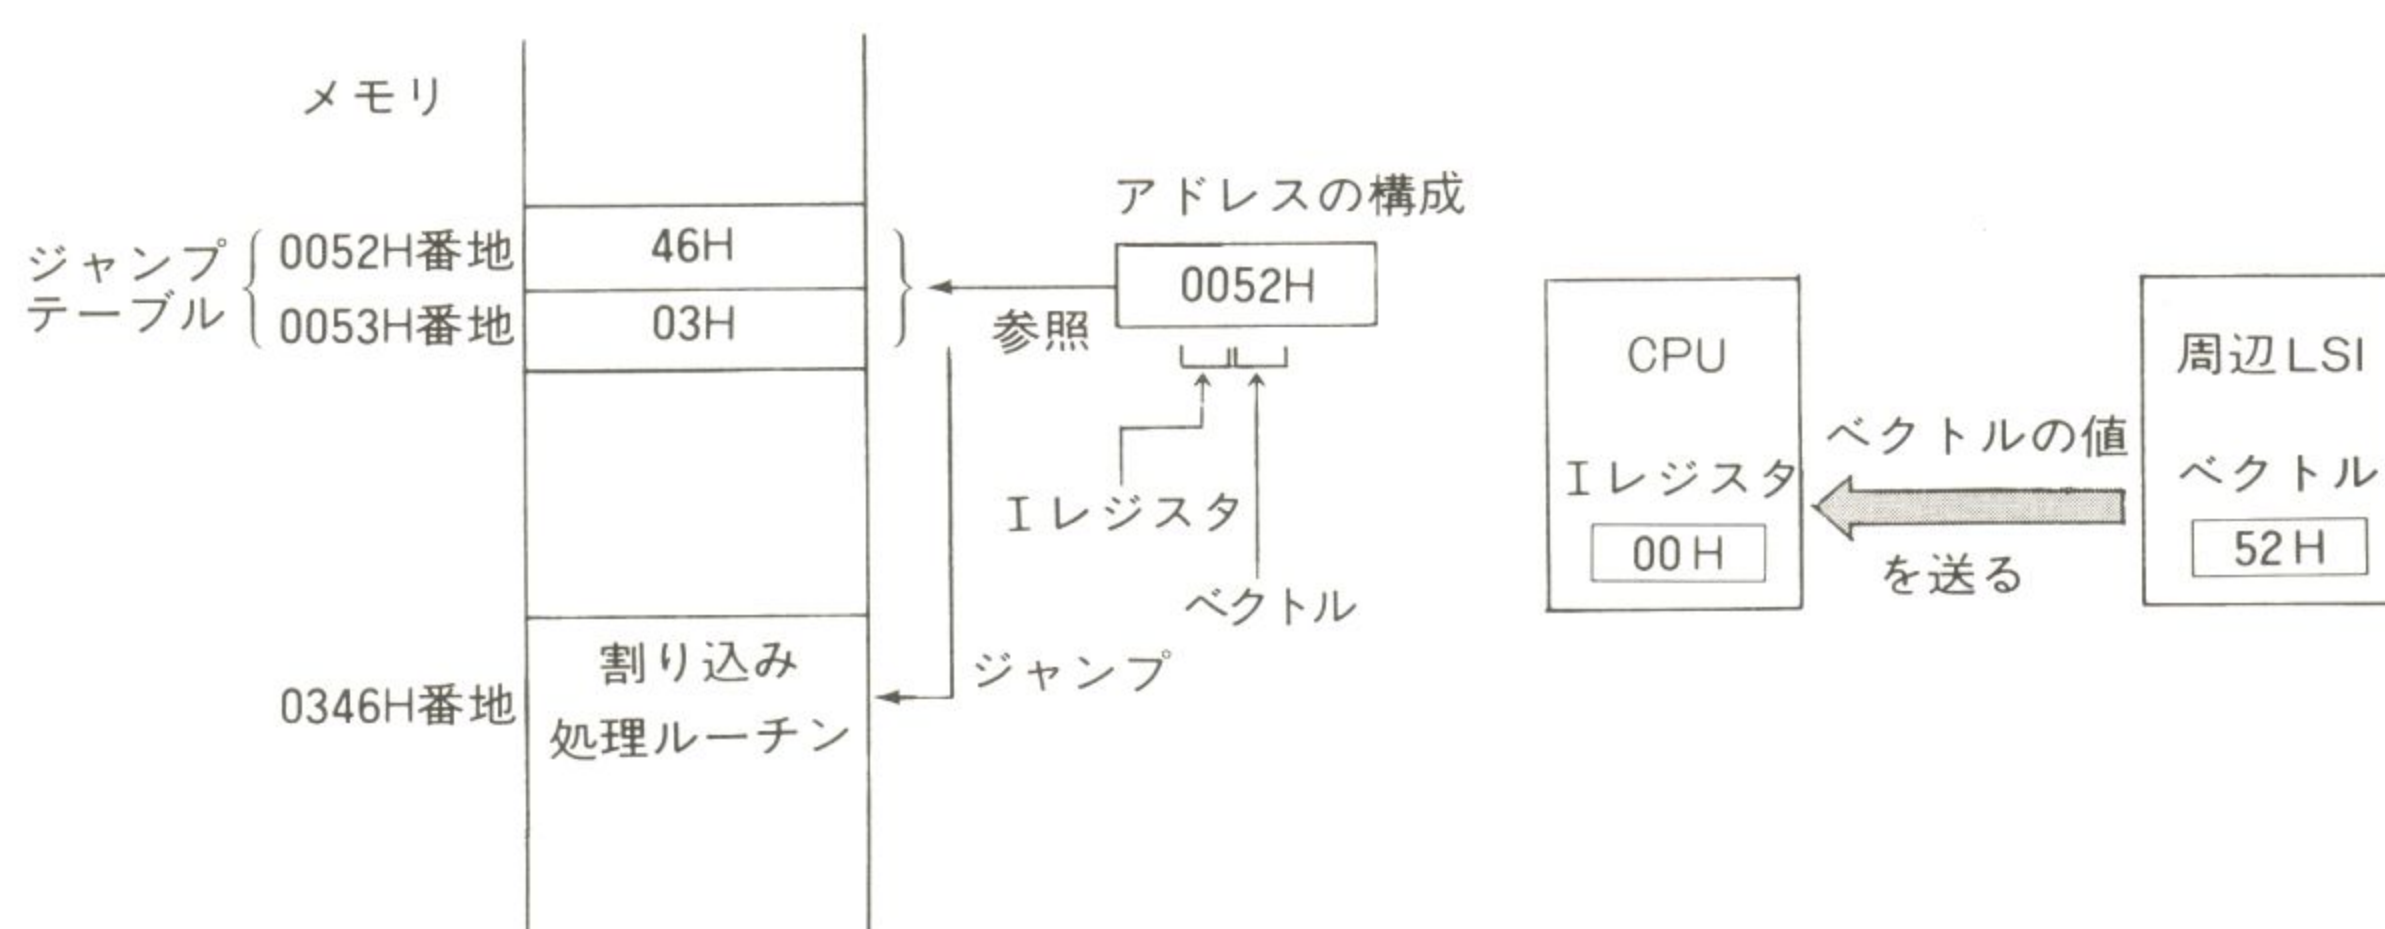 メモリ
アドレスの構成
ジャンプ
テーブル
0052H番地
46H
0053H番地
03H
0052H
参照
Iレジスタ
ベクトル
ジャンプ
0346H番地
割り込み
処理ルーチン
CPU
Iレジスタ
00H
ベクトルの値
を送る
周辺LSI
ベクトル
52H